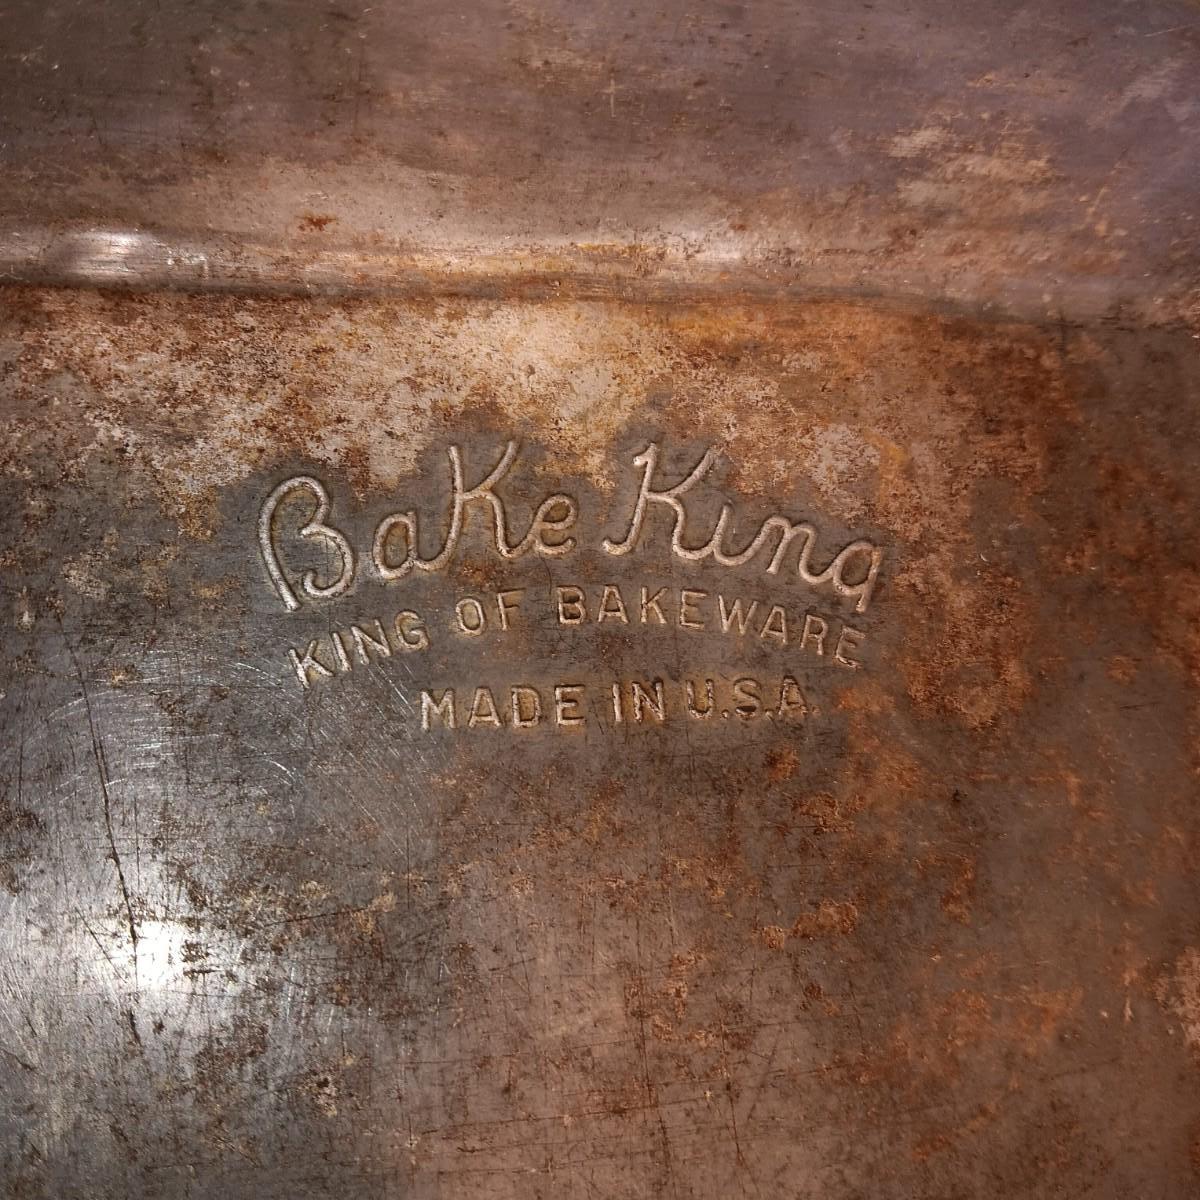 Bake King
KING OF BAKEWARE
MADE IN U.S.A.